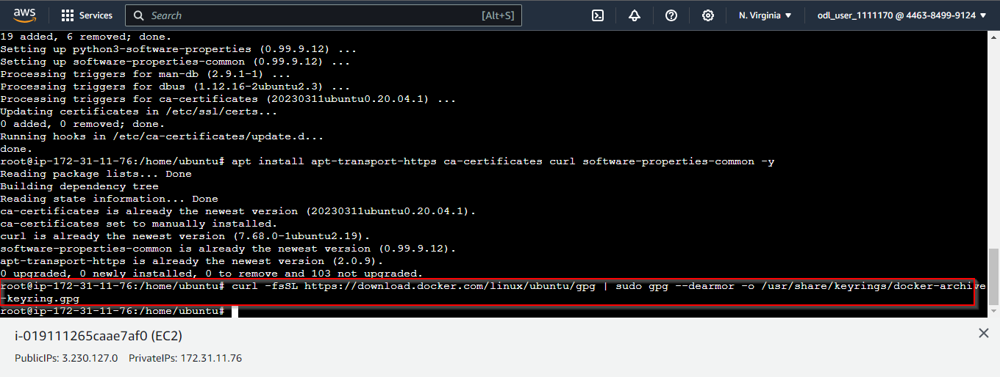 aws
Services
Search
[Alt+S]
N. Virginia
odl_user_1111170 @ 4463-8499-9124
19 added, 6 removed; done.
Setting up python3-software-properties (0.99.9.12) ...
Setting up software-properties-common (0.99.9.12) ...
Processing triggers for man-db (2.9.1-1) ...
Processing triggers for dbus (1.12.16-2ubuntu2.3) ...
Processing triggers for ca-certificates (20230311ubuntu0.20.04.1) ...
Updating certificates in /etc/ssl/certs...
0 added, 0 removed; done.
Running hooks in /etc/ca-certificates/update.d...
done.
root@ip-172-31-11-76:/home/ubuntu# apt install apt-transport-https ca-certificates curl software-properties-common -y
Reading package lists... Done
Building dependency tree
Reading state information... Done
ca-certificates is already the newest version (20230311ubuntu0.20.04.1).
ca-certificates set to manually installed.
curl is already the newest version (7.68.0-1ubuntu2.19).
software-properties-common is already the newest version (0.99.9.12).
apt-transport-https is already the newest version (2.0.9).
0 upgraded, 0 newly installed, 0 to remove and 103 not upgraded.
root@ip-172-31-11-76:/home/ubuntu# curl -fsSL https://download.docker.com/linux/ubuntu/gpg | sudo gpg --dearmor -o /usr/share/keyrings/docker-archive
-keyring.gpg
root@ip-172-31-11-76:/home/ubuntu#
i-019111265caae7af0 (EC2)
PublicIPs: 3.230.127.0 PrivateIPs: 172.31.11.76